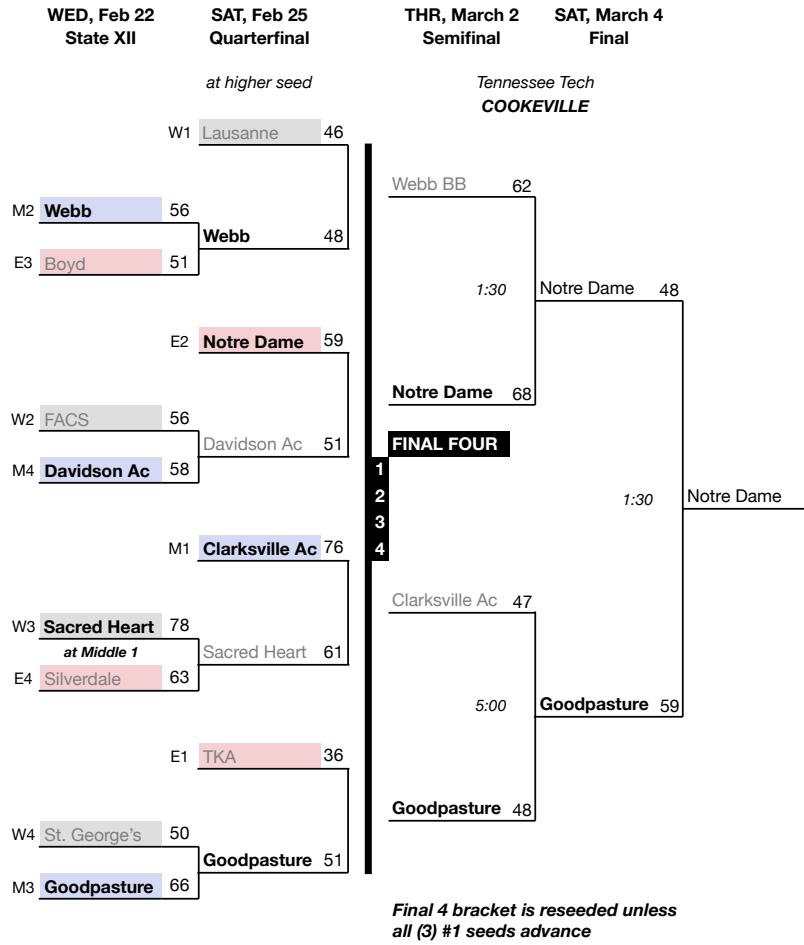 WED, Feb 22
State XII
SAT, Feb 25
Quarterfinal
THR, March 2
Semifinal
SAT, March 4
Final
at higher seed
Tennessee Tech
COOKEVILLE
W1 Lausanne 46
M2 Webb 56
Webb 48
E3 Boyd 51
E2 Notre Dame 59
W2 FACS 56
Davidson Ac 51
M4 Davidson Ac 58
M1 Clarksville Ac 76
W3 Sacred Heart 78
at Middle 1
Sacred Heart 61
E4 Silverdale 63
E1 TKA 36
W4 St. George's 50
Goodpasture 51
M3 Goodpasture 66
Webb BB 62
1:30
Notre Dame 48
Notre Dame 68
FINAL FOUR
1
2
3
4
1:30
Notre Dame
Clarksville Ac 47
5:00
Goodpasture 59
Goodpasture 48
Final 4 bracket is reseeded unless
all (3) #1 seeds advance